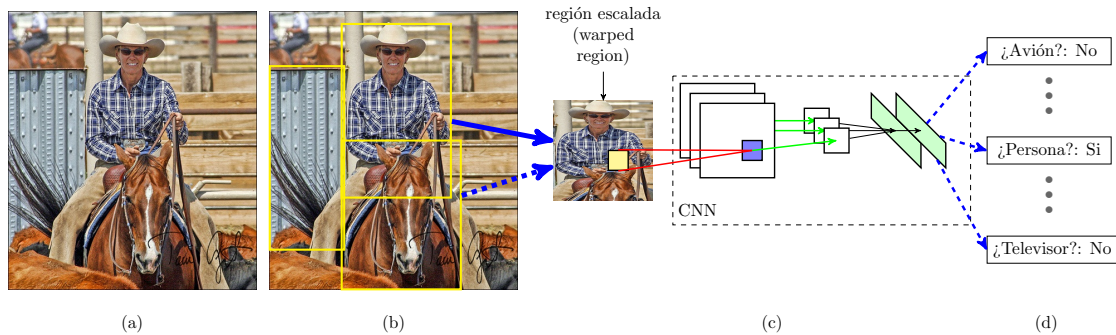 región escalada
(warped
region)
CNN
¿Avión?: No
¿Persona?: Si
¿Televisor?: No
(a)
(b)
(c)
(d)